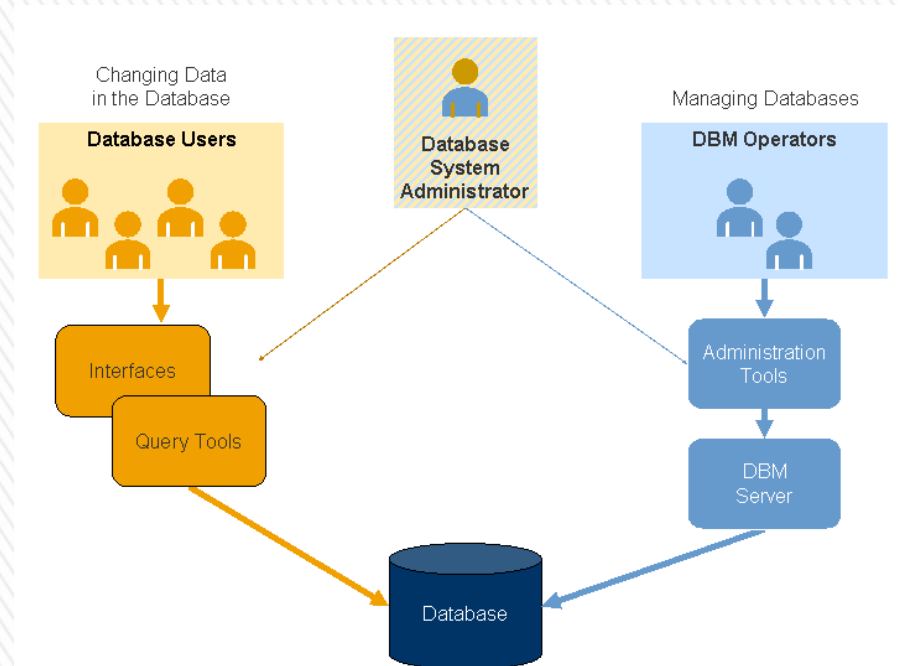 Changing Data
in the Database
Database Users
Database
System
Administrator
Managing Databases
DBM Operators
Interfaces
Query Tools
Administration
Tools
DBM
Server
Database